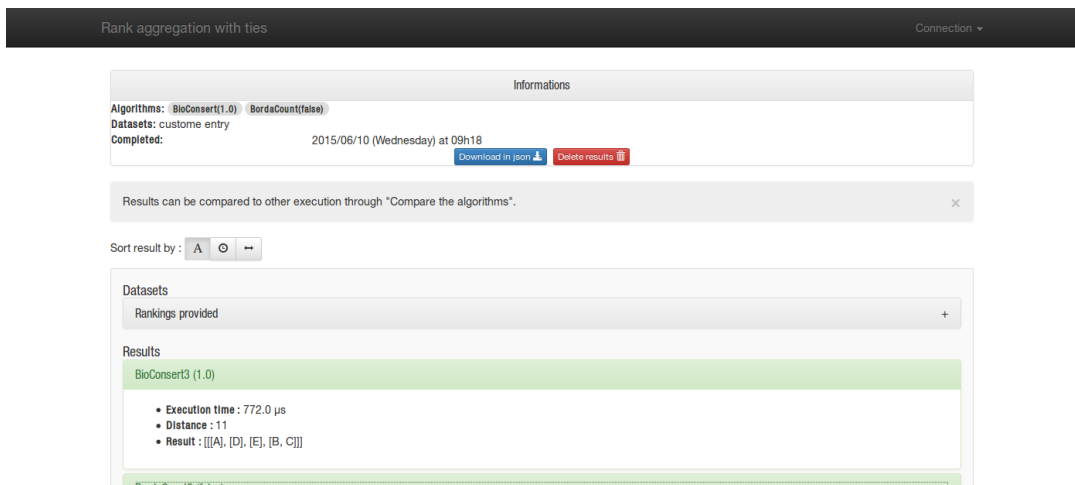 Rank aggregation with ties Connection
Informations
Algorithms: BioConsert(1.0) BordaCount(false)
Datasets: custome entry
Completed: 2015/06/10 (Wednesday) at 09h18
Download in json Delete results
Results can be compared to other execution through "Compare the algorithms". ×
Sort result by : A
Datasets
Rankings provided +
Results
BioConsert3 (1.0)
• Execution time : 772.0 µs
• Distance : 11
• Result : [[[A], [D], [E], [B, C]]]